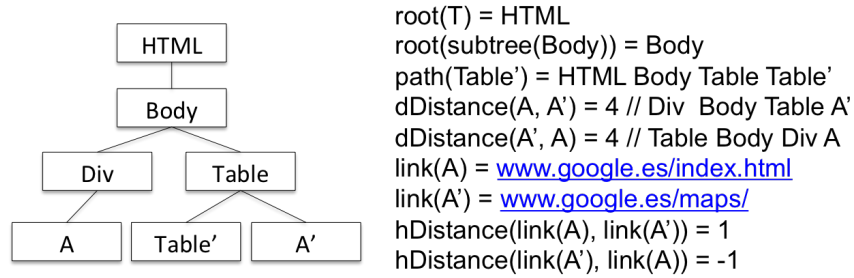 HTML
Body
Div Table
A Table’ A’
root(T) = HTML
root(subtree(Body)) = Body
path(Table’) = HTML Body Table Table’
dDistance(A, A’) = 4 // Div Body Table A’
dDistance(A’, A) = 4 // Table Body Div A
link(A) = www.google.es/index.html
link(A’) = www.google.es/maps/
hDistance(link(A), link(A’)) = 1
hDistance(link(A’), link(A)) = -1